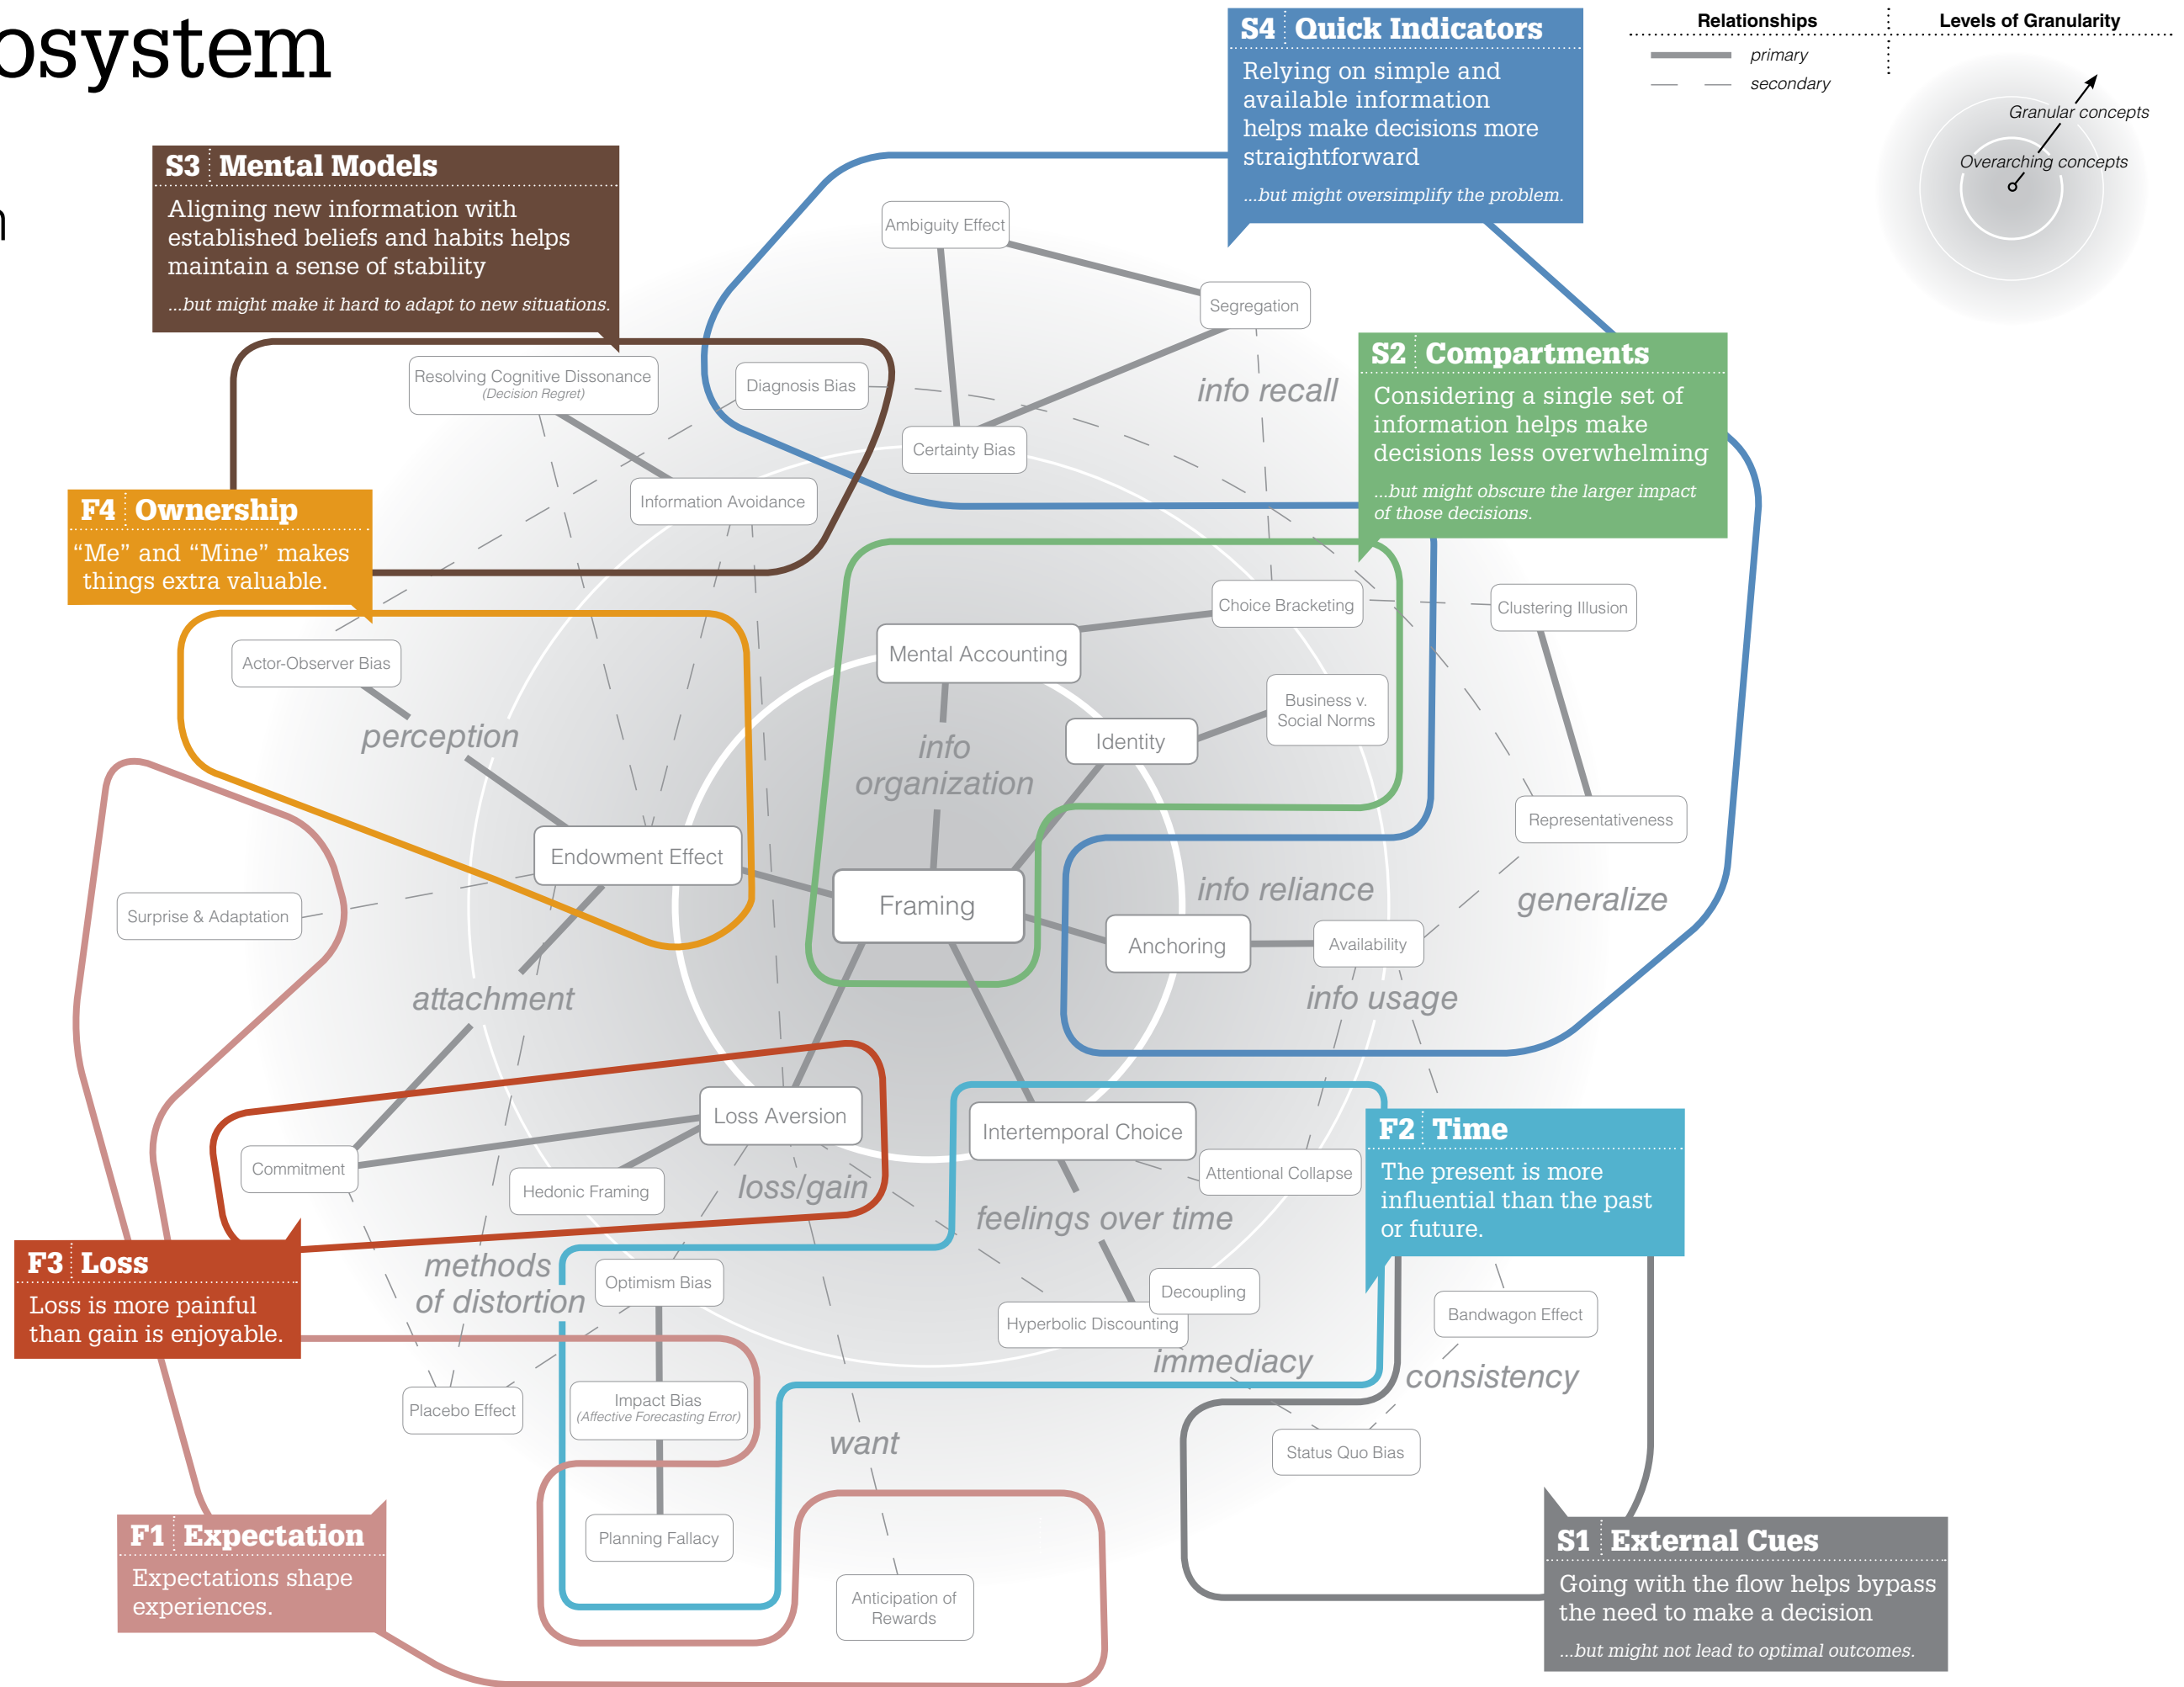 osystem
n
S3 Mental Models
Aligning new information with
established beliefs and habits helps
maintain a sense of stability
...but might make it hard to adapt to new situations.
S4 Quick Indicators
Relying on simple and
available information
helps make decisions more
straightforward
...but might oversimplify the problem.
Relationships
primary
secondary
Levels of Granularity
Granular concepts
Overarching concepts
Ambiguity Effect
Segregation
info recall
S2 Compartments
Considering a single set of
information helps make
decisions less overwhelming
...but might obscure the larger impact
of those decisions.
Resolving Cognitive Dissonance
(Decision Regret)
Diagnosis Bias
Certainty Bias
Information Avoidance
F4 Ownership
“Me” and “Mine” makes
things extra valuable.
Choice Bracketing
Clustering Illusion
Actor-Observer Bias
Mental Accounting
Business v.
Social Norms
perception
Identity
info
organization
Representativeness
Endowment Effect
info reliance
generalize
Framing
Surprise & Adaptation
Anchoring
Availability
attachment
info usage
Loss Aversion
Intertemporal Choice
F2 Time
The present is more
influential than the past
or future.
Commitment
Attentional Collapse
Hedonic Framing
loss/gain
feelings over time
F3 Loss
Loss is more painful
than gain is enjoyable.
methods
of distortion
Optimism Bias
Decoupling
Hyperbolic Discounting
Bandwagon Effect
immediacy
consistency
Placebo Effect
Impact Bias
(Affective Forecasting Error)
want
Status Quo Bias
F1 Expectation
Expectations shape
experiences.
Planning Fallacy
Anticipation of
Rewards
S1 External Cues
Going with the flow helps bypass
the need to make a decision
...but might not lead to optimal outcomes.